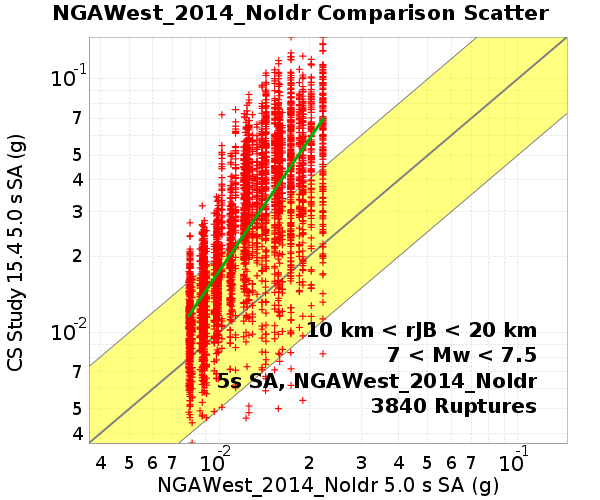 NGAWest_2014_NoIdr Comparison Scatter
CS Study 15.4 5.0 s SA (g)
10⁻¹
7
5
4
3
2
10⁻²
7
5
4
10 km < rJB < 20 km
7 < Mw < 7.5
5s SA, NGAWest_2014_NoIdr
3840 Ruptures
4 5 6 7 10⁻² 2 3 4 5 6 7 10⁻¹
NGAWest_2014_NoIdr 5.0 s SA (g)